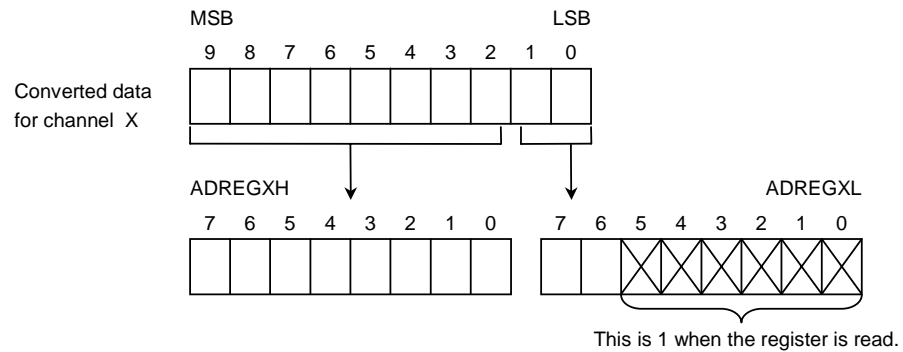 MSB LSB
9 8 7 6 5 4 3 2 1 0
Converted data
for channel X
ADREGXH ADREGXL
7 6 5 4 3 2 1 0 7 6 5 4 3 2 1 0
This is 1 when the register is read.